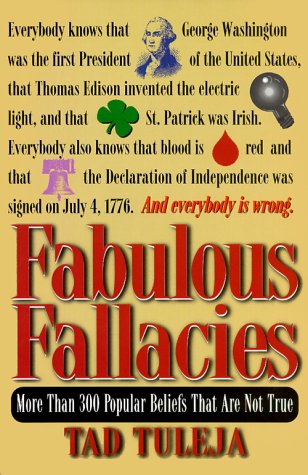 Everybody knows that George Washington
was the first President of the United States,
that Thomas Edison invented the electric
light, and that St. Patrick was Irish.
Everybody also knows that blood is red and
that the Declaration of Independence was
signed on July 4, 1776. And everybody is wrong.
Fabulous
Fallacies
More Than 300 Popular Beliefs That Are Not True
TAD TULEJA